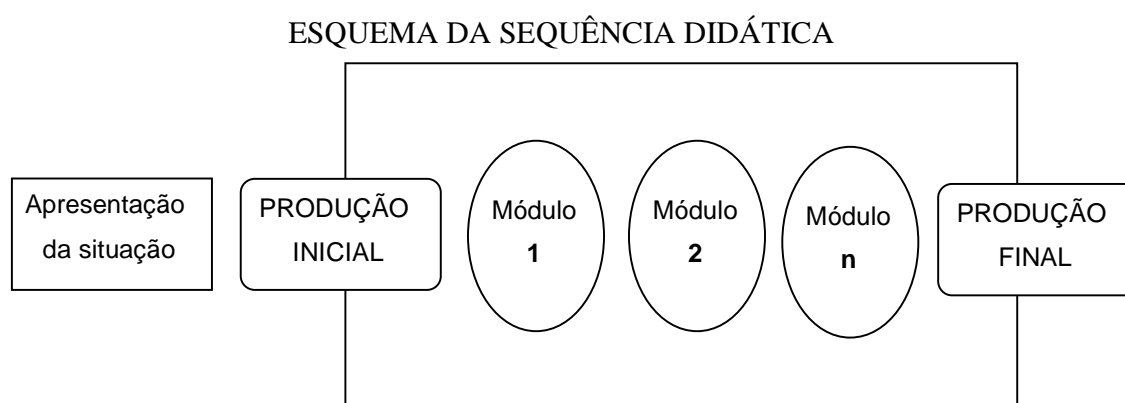 ESQUEMA DA SEQUÊNCIA DIDÁTICA
Apresentação
da situação
PRODUÇÃO
INICIAL
Módulo
1
Módulo
2
Módulo
n
PRODUÇÃO
FINAL